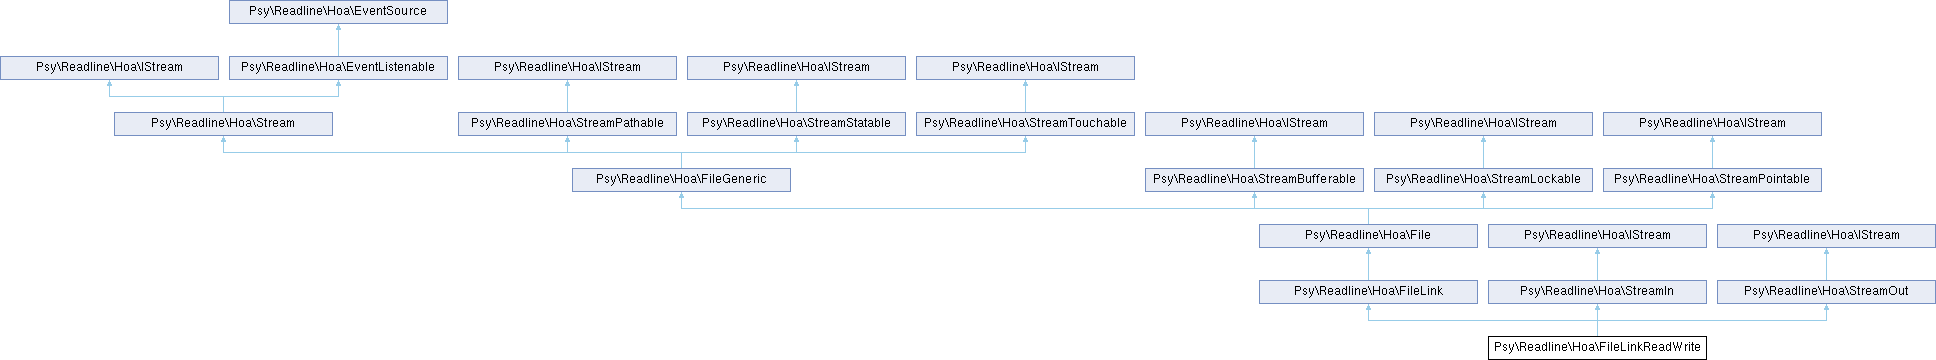 Psy\Readline\Hoa\EventSource
Psy\Readline\Hoa\IStream
Psy\Readline\Hoa\EventListenable
Psy\Readline\Hoa\IStream
Psy\Readline\Hoa\IStream
Psy\Readline\Hoa\IStream
Psy\Readline\Hoa\Stream
Psy\Readline\Hoa\StreamPathable
Psy\Readline\Hoa\StreamStatable
Psy\Readline\Hoa\StreamTouchable
Psy\Readline\Hoa\IStream
Psy\Readline\Hoa\IStream
Psy\Readline\Hoa\IStream
Psy\Readline\Hoa\FileGeneric
Psy\Readline\Hoa\StreamBufferable
Psy\Readline\Hoa\StreamLockable
Psy\Readline\Hoa\StreamPointable
Psy\Readline\Hoa\File
Psy\Readline\Hoa\IStream
Psy\Readline\Hoa\IStream
Psy\Readline\Hoa\FileLink
Psy\Readline\Hoa\StreamIn
Psy\Readline\Hoa\StreamOut
Psy\Readline\Hoa\FileLinkReadWrite